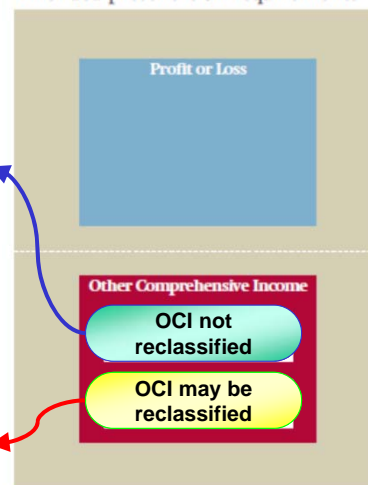 Profit or Loss
Other Comprehensive Income
OCI not
reclassified
OCI may be
reclassified